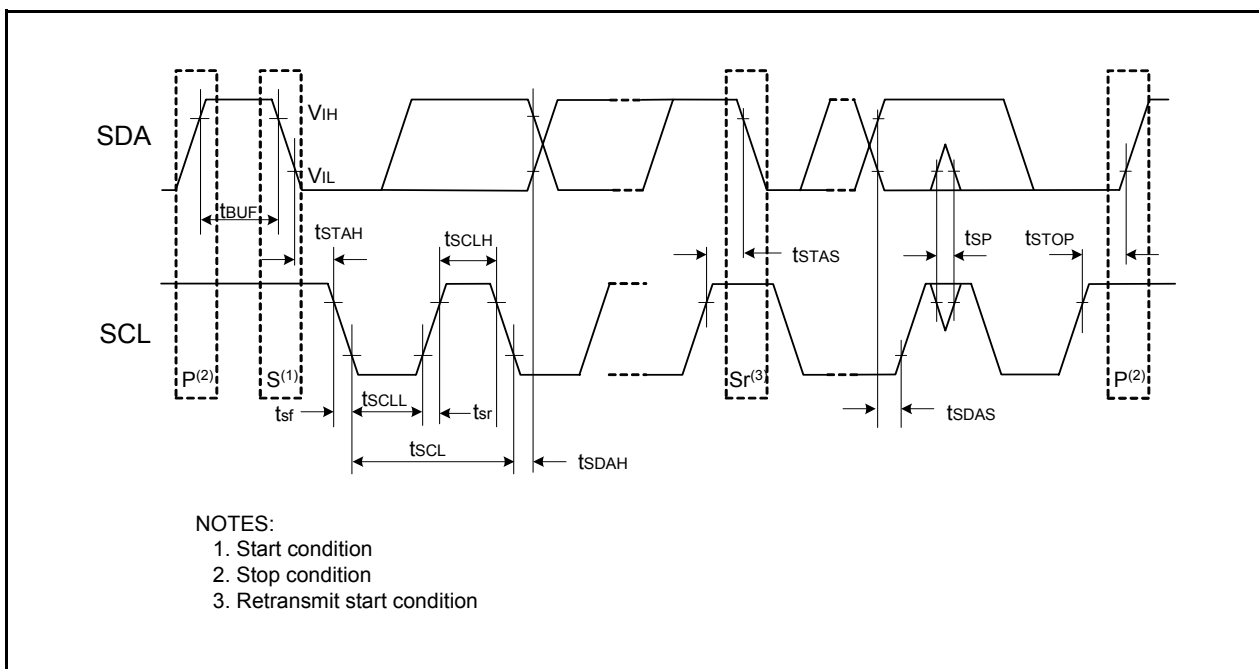 SDA
VIH
VIL
tBUF
tSTAH
tSCLH
tSTAS
tSP
tSTOP
SCL
P(2)
S(1)
Sr(3)
P(2)
tsf
tSCLL
tsr
tSCL
tSDAH
tSDAS
NOTES:
1. Start condition
2. Stop condition
3. Retransmit start condition